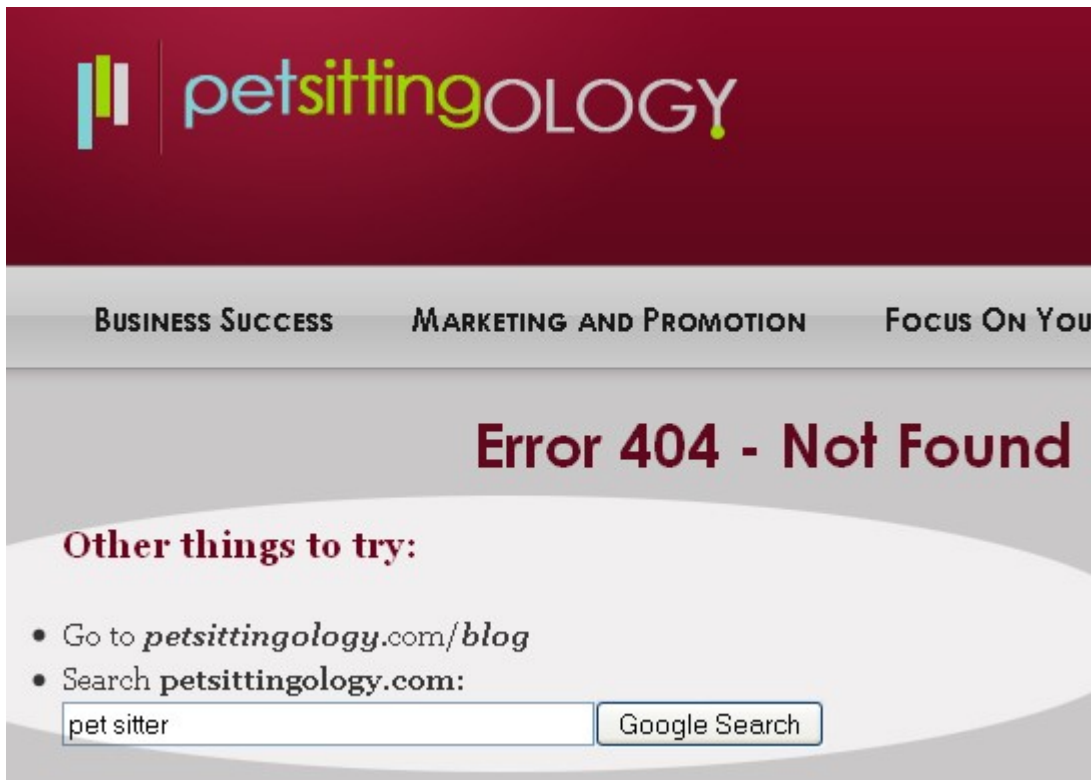 petsittingOLOGY
BUSINESS SUCCESS MARKETING AND PROMOTION FOCUS ON YOU
Error 404 - Not Found
Other things to try:
• Go to petsittingology.com/blog
• Search petsittingology.com:
pet sitter Google Search